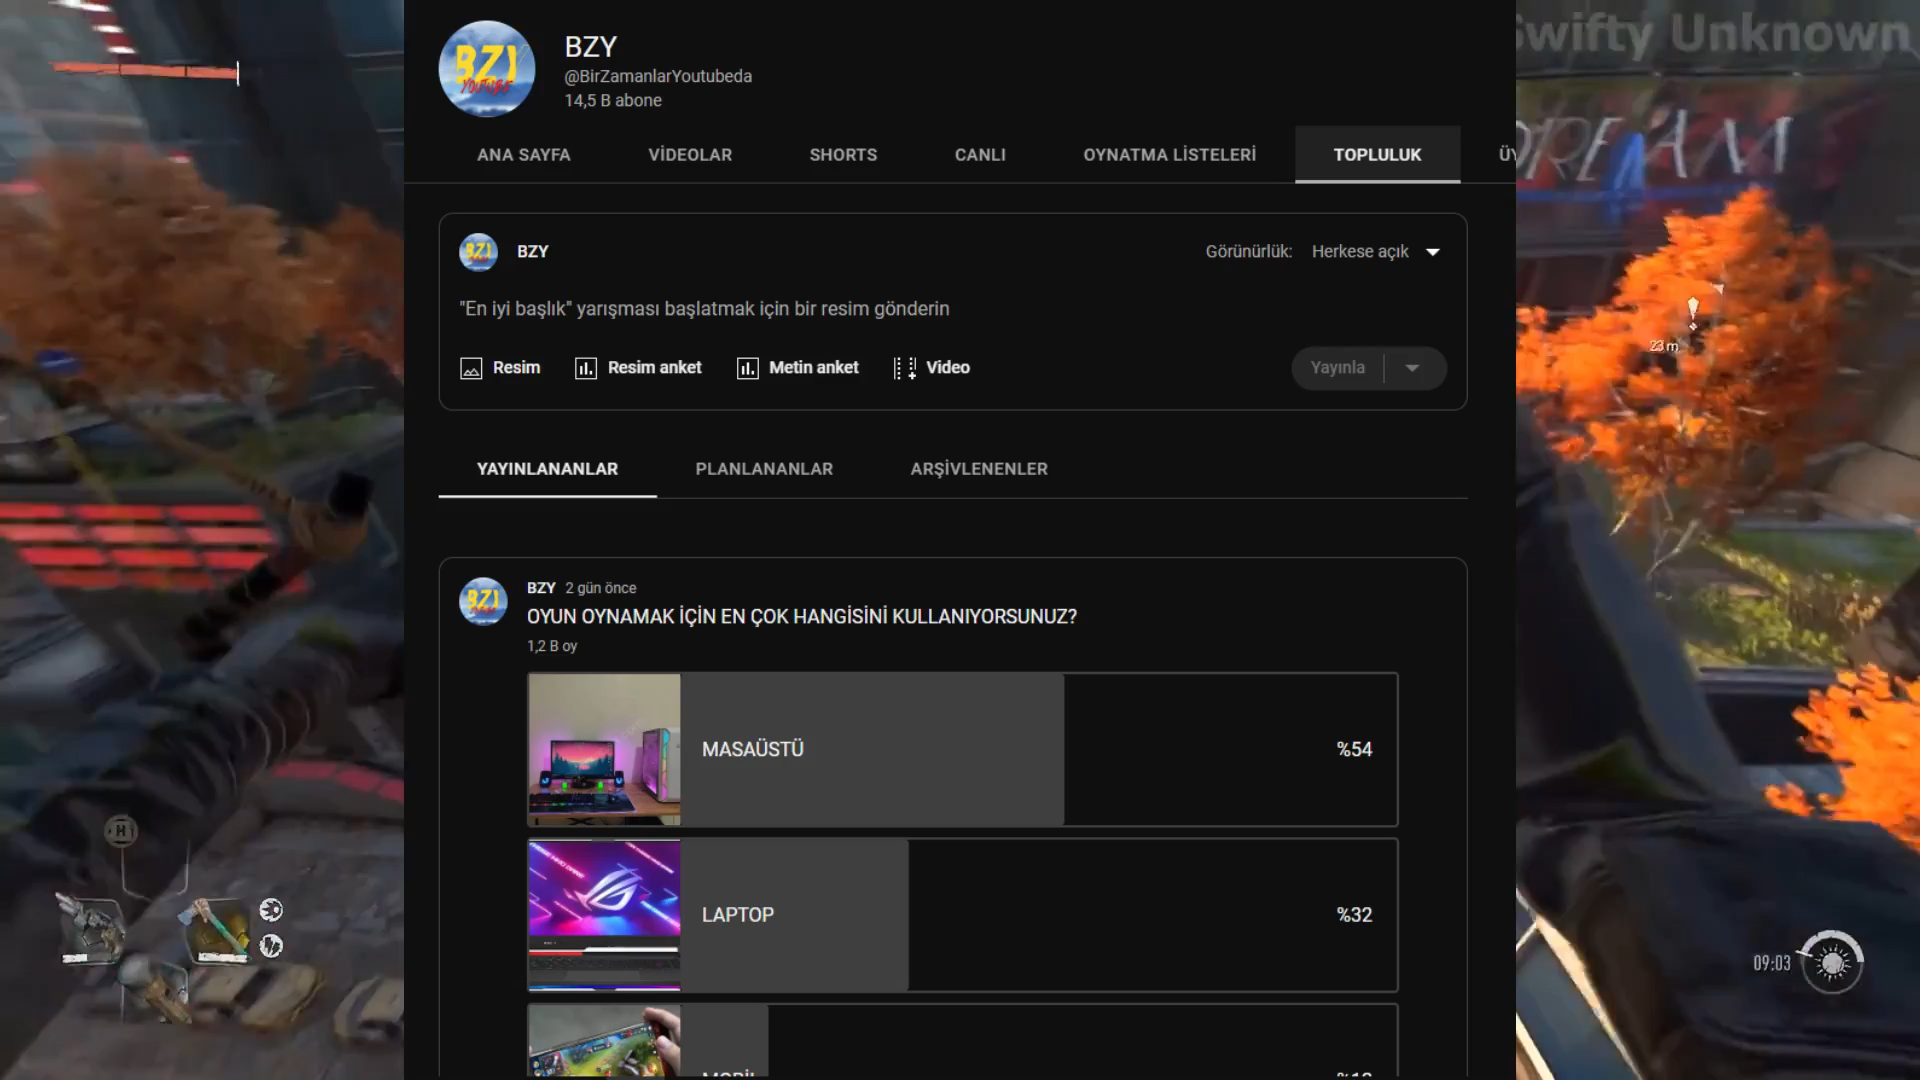 BZY
@BirZamanlarYoutubeda
14,5 B abone
ANA SAYFA
VİDEOLAR
SHORTS
CANLI
OYNATMA LİSTELERİ
TOPLULUK
BZY
Görünürlük: Herkese açık
"En iyi başlık" yarışması başlatmak için bir resim gönderin
Resim
Resim anket
Metin anket
Video
Yayınla
YAYINLANANLAR
PLANLANANLAR
ARŞİVLENENLER
BZY 2 gün önce
OYUN OYNAMAK İÇİN EN ÇOK HANGİSİNİ KULLANIYORSUNUZ?
1,2 B oy
MASAÜSTÜ %54
LAPTOP %32
Swifty Unknown
DREAM
23 m
09:03
H